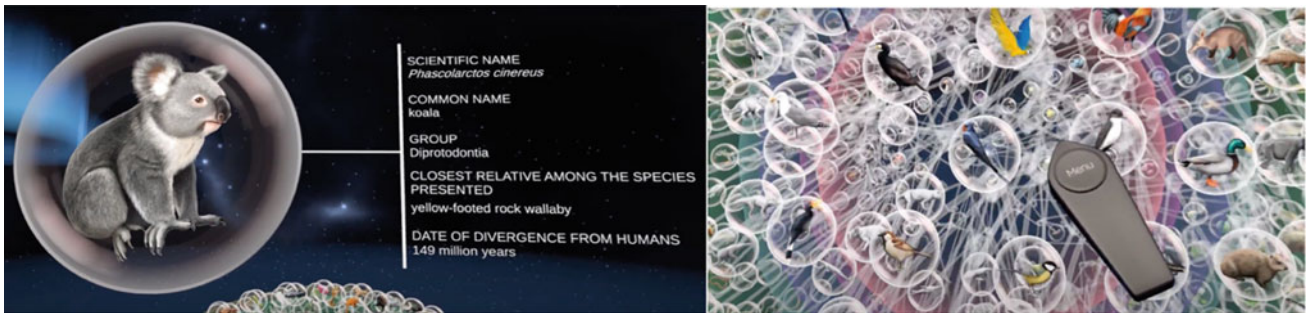 SCIENTIFIC NAME
Phascolarctos cinereus
COMMON NAME
koala
GROUP
Diprotodontia
CLOSEST RELATIVE AMONG THE SPECIES
PRESENTED
yellow-footed rock wallaby
DATE OF DIVERGENCE FROM HUMANS
149 million years
Menu